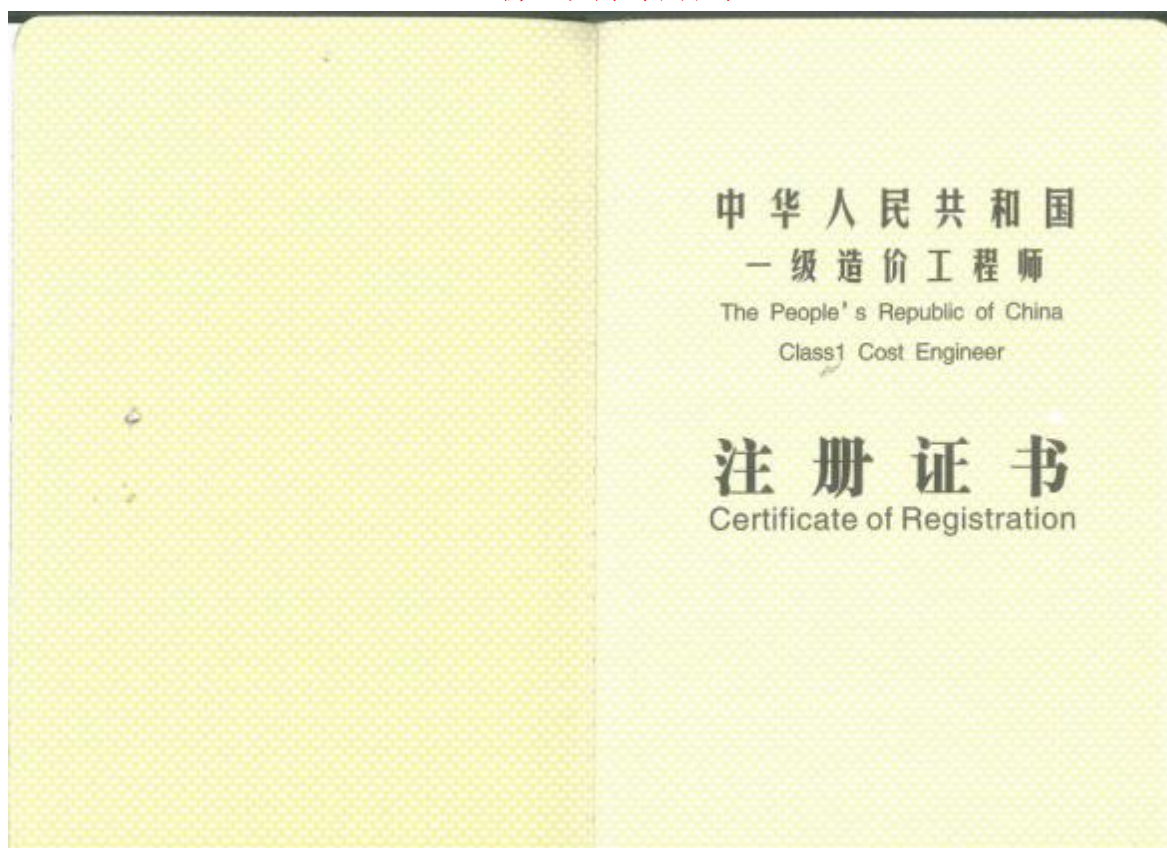 中华人民共和国
一级造价工程师
The People's Republic of China
Class1 Cost Engineer
注册证书
Certificate of Registration